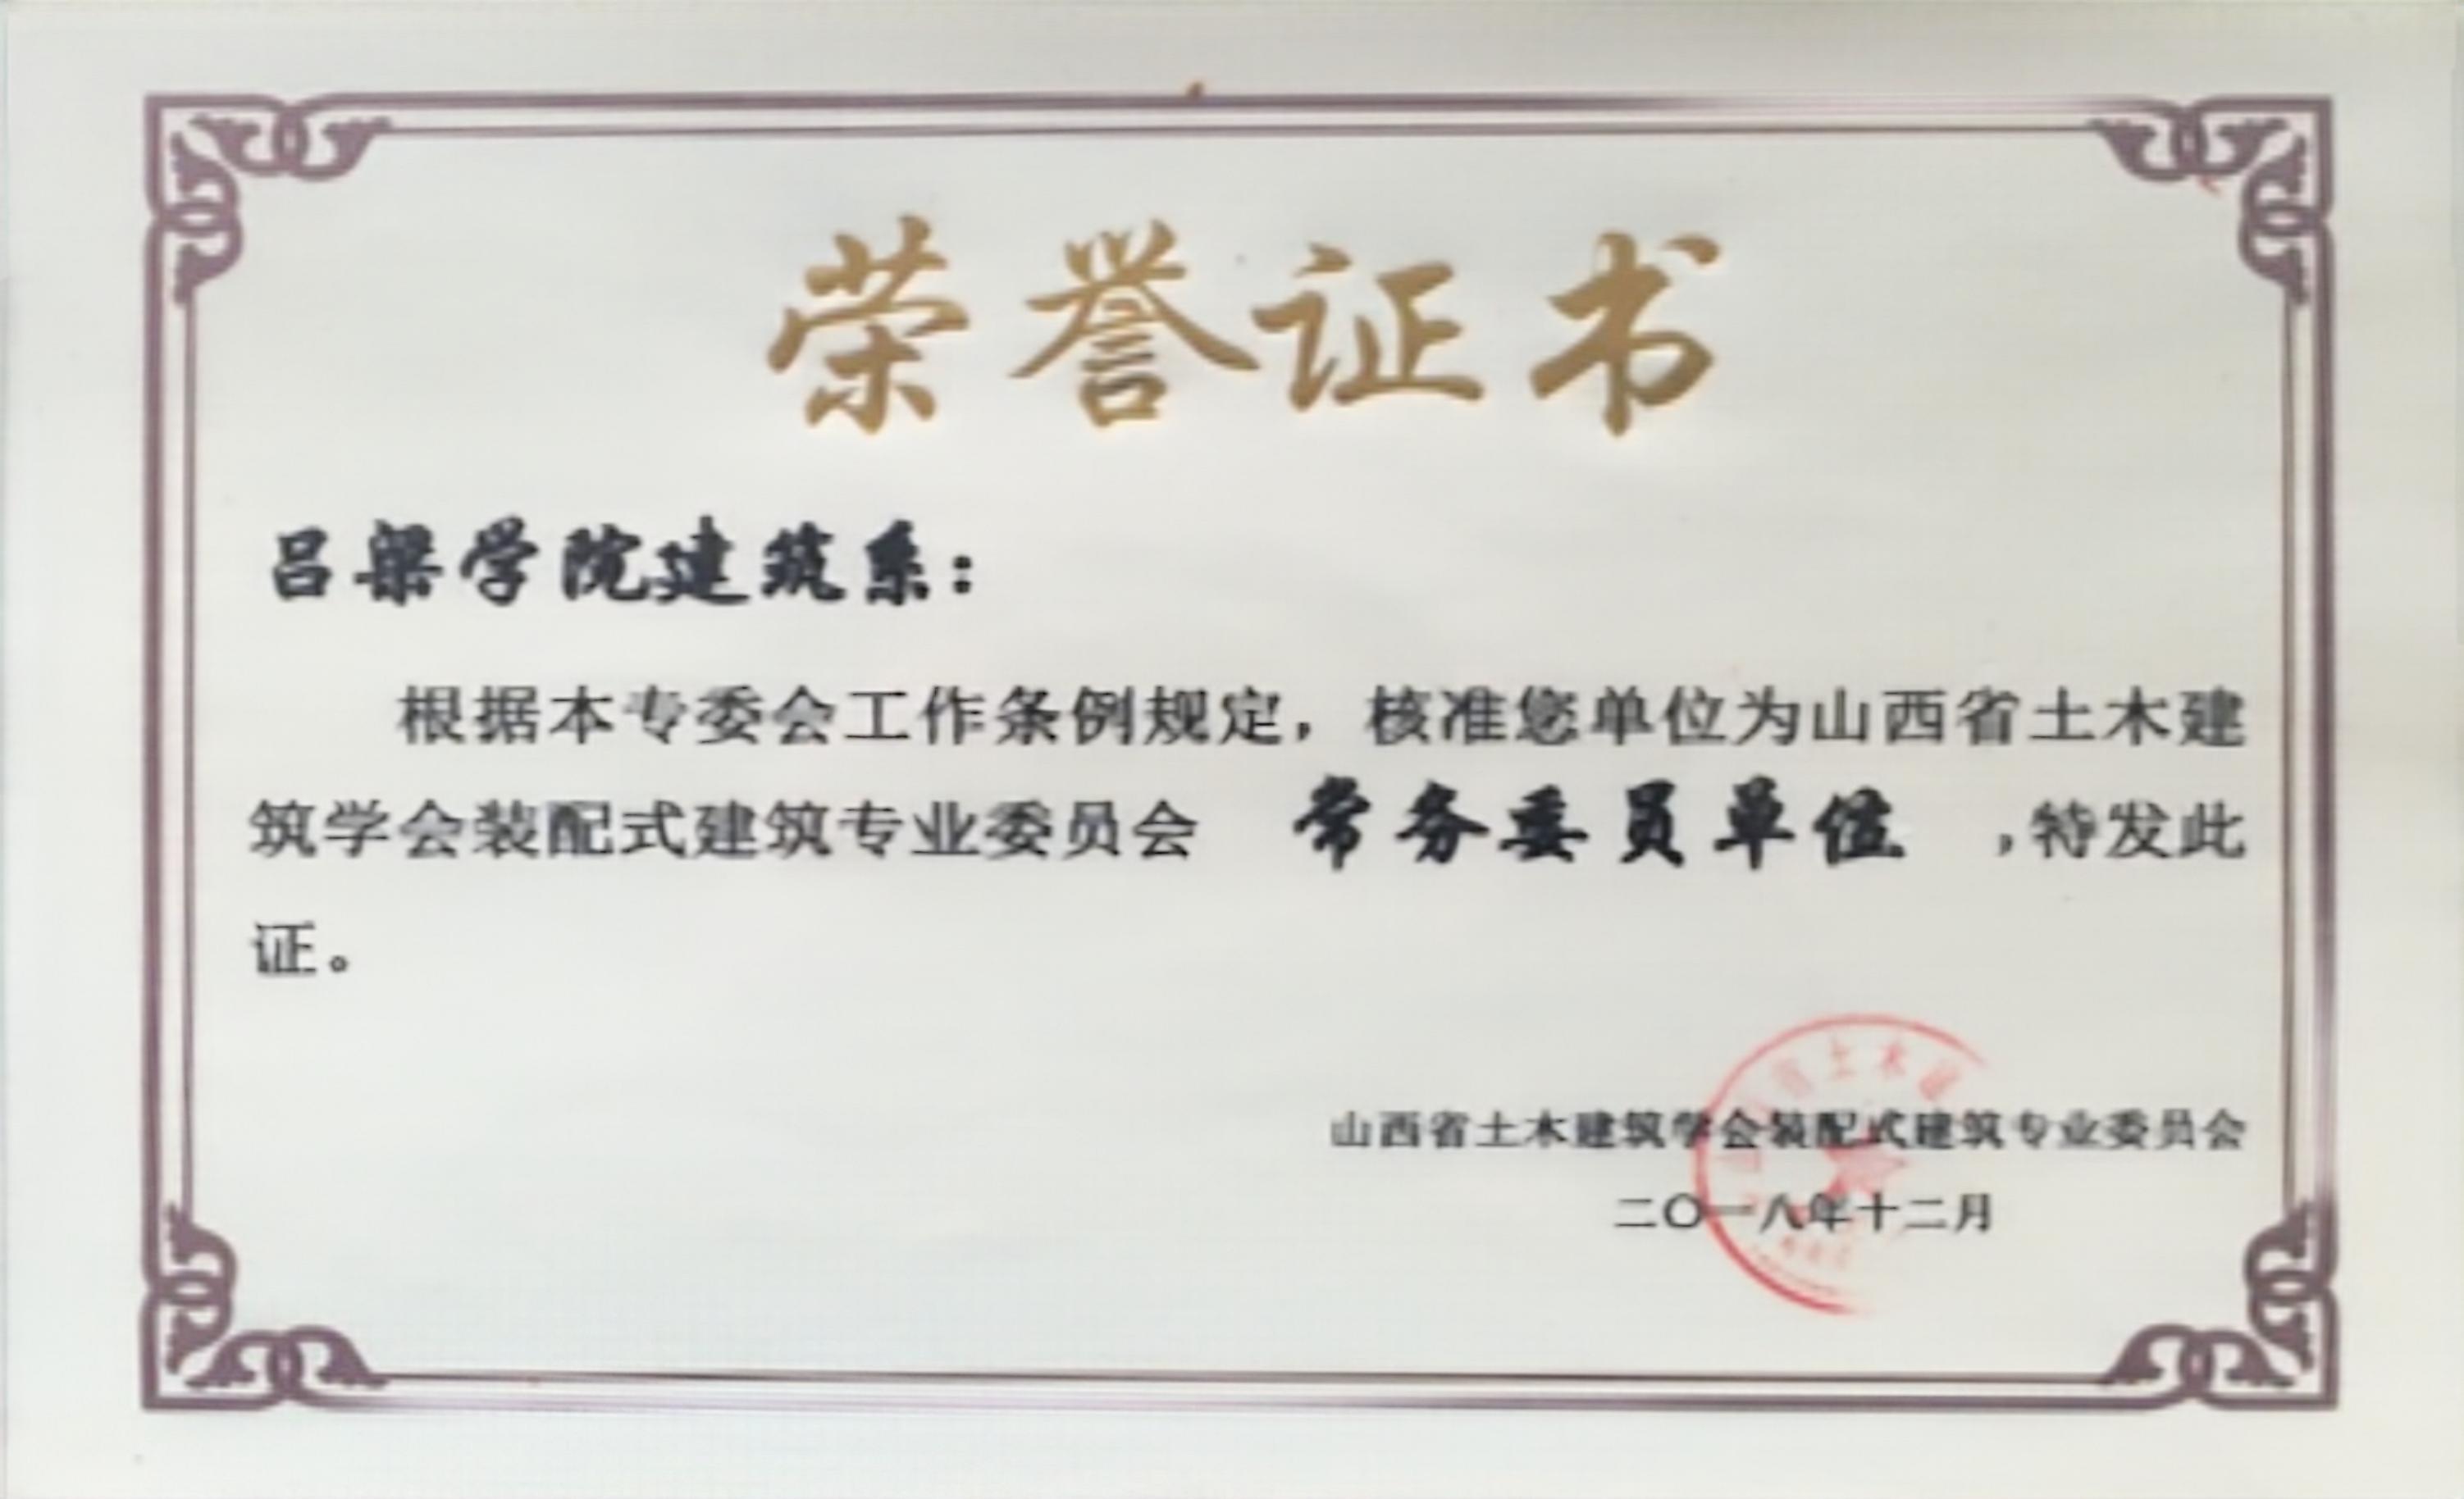 荣誉证书
吕梁学院建筑系：
根据本专委会工作条例规定，核准您单位为山西省土木建
筑学会装配式建筑专业委员会 常务委员单位 ，特发此
证。
山西省土木建筑学会装配式建筑专业委员会
二〇一八年十二月
省土木建